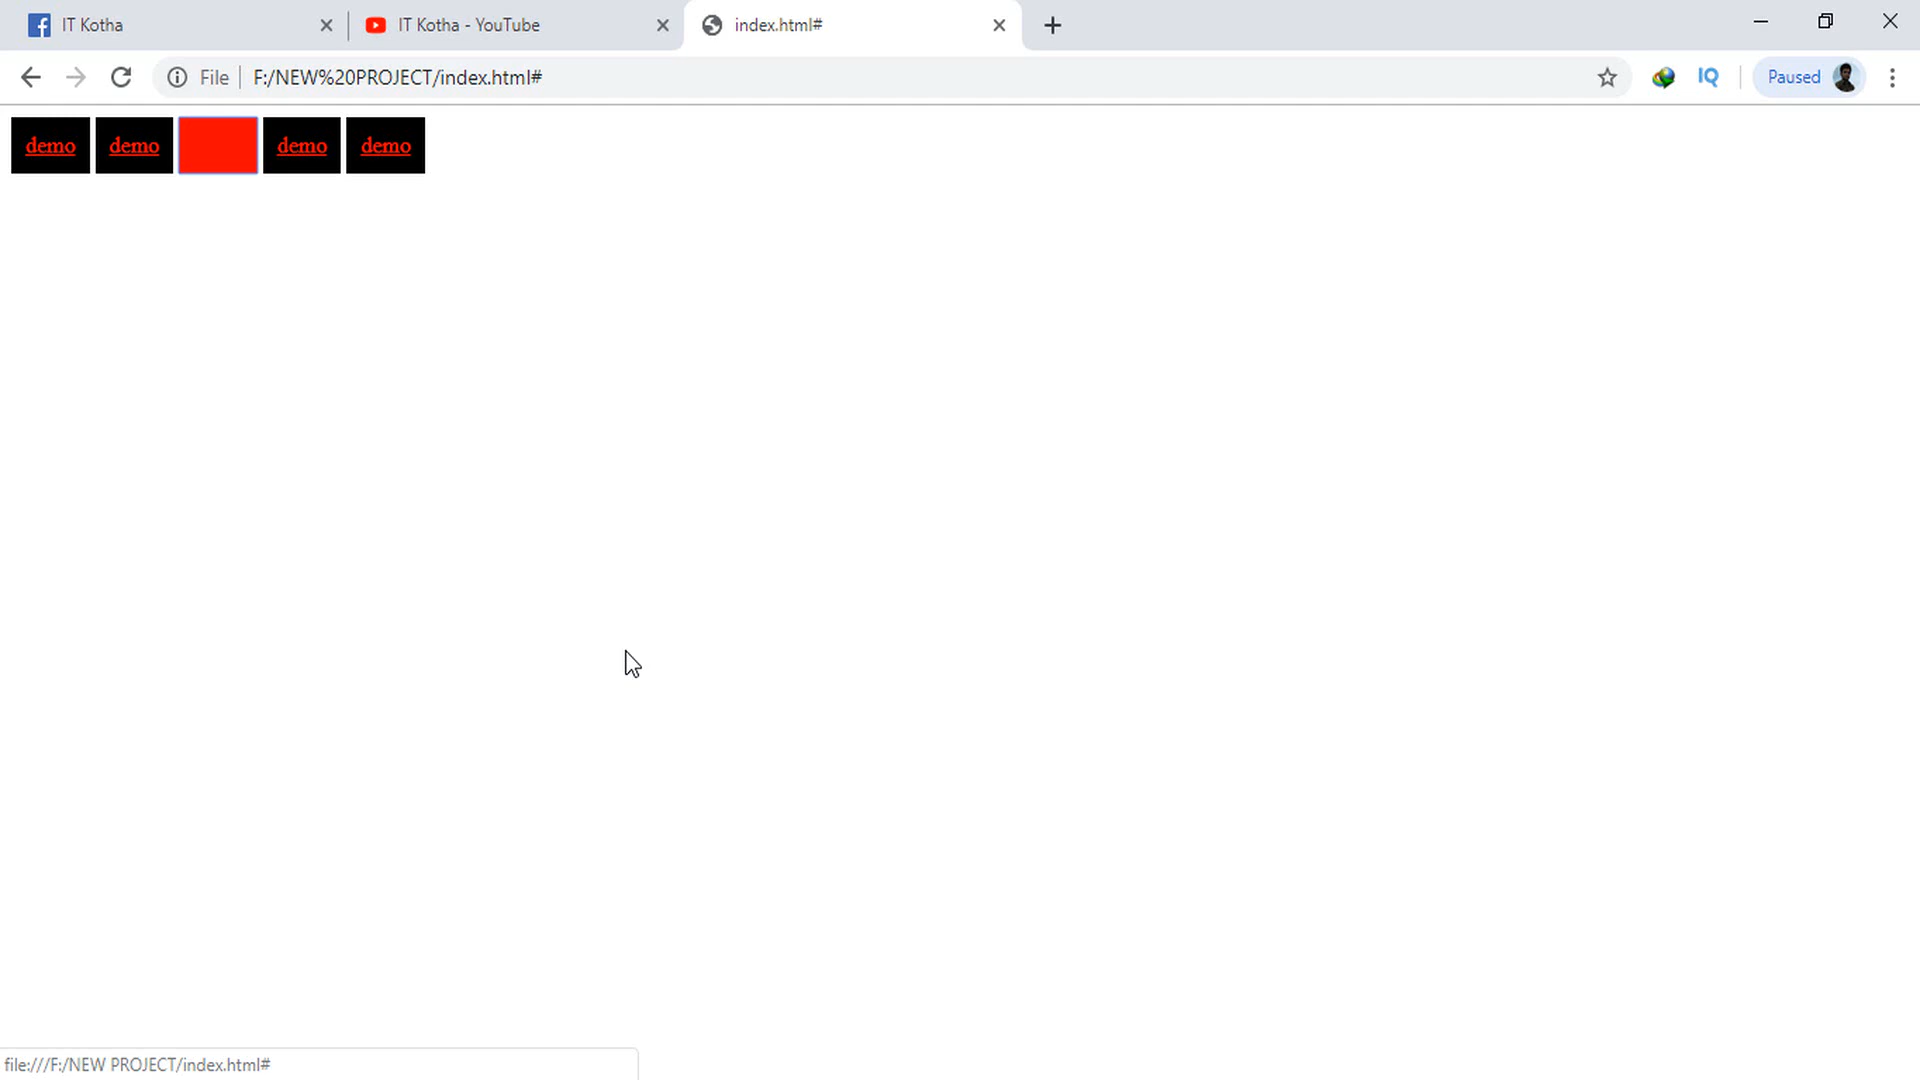 IT Kotha
IT Kotha - YouTube
index.html#
File
F:/NEW%20PROJECT/index.html#
IQ
Paused
demo demo demo demo
file:///F:/NEW PROJECT/index.html#